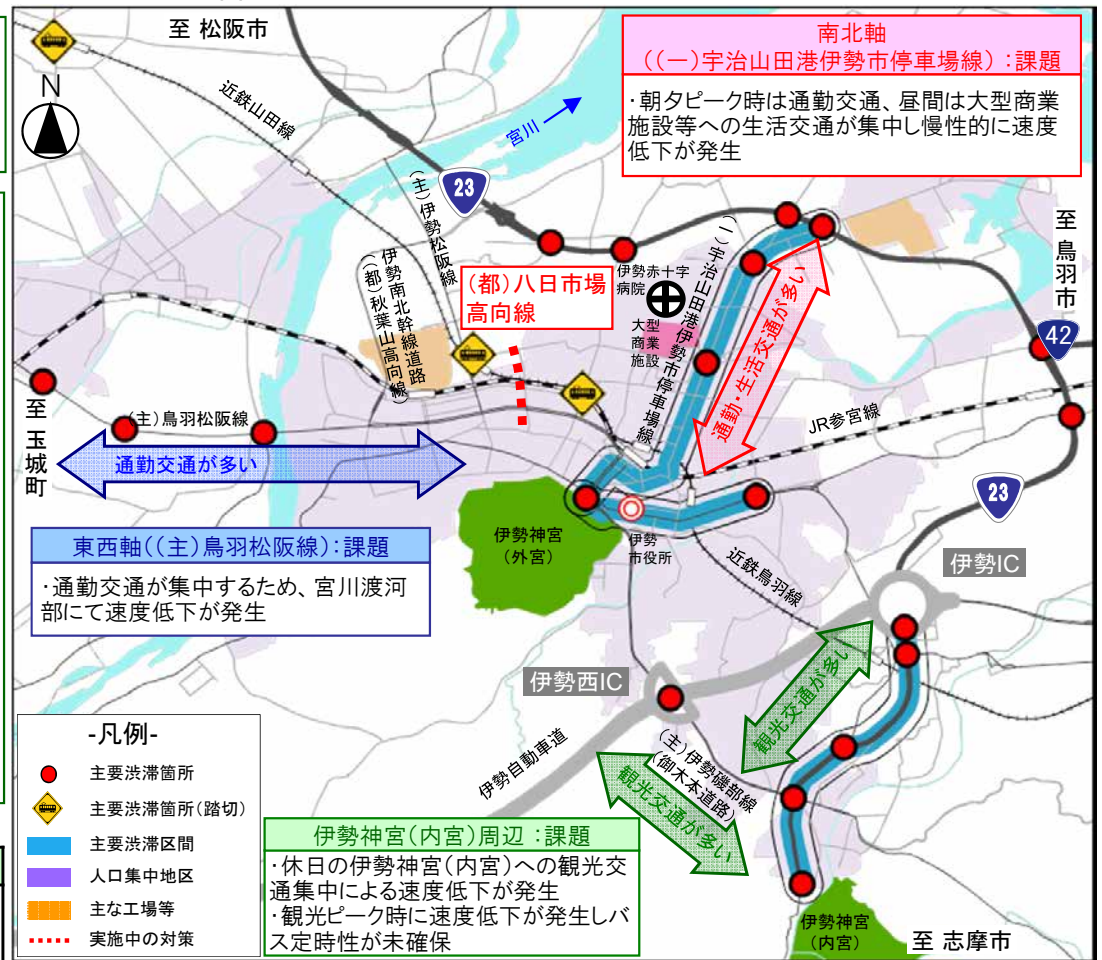 至 松阪市
南北軸
((一)宇治山田港伊勢市停車場線):課題
・朝夕ピーク時は通勤交通、昼間は大型商業
施設等への生活交通が集中し慢性的に速度
低下が発生
N
近鉄山田線
宮川
23
(主)伊勢松阪線
伊勢南北幹線道路
((都)秋葉山高向線)
(都)八日市場
高向線
伊勢赤十字
病院
大型
商業
施設
(一)宇治山田港伊勢市停車場線
通勤・生活交通が多い
至 鳥羽市
42
至 玉城町
(主)鳥羽松阪線
通勤交通が多い
JR参宮線
23
東西軸((主)鳥羽松阪線):課題
・通勤交通が集中するため、宮川渡河
部にて速度低下が発生
伊勢神宮
(外宮)
伊勢
市役所
近鉄鳥羽線
伊勢IC
伊勢西IC
観光交通が多い
伊勢自動車道
(主)伊勢磯部線
(御木本道路)
観光交通が多い
-凡例-
主要渋滞箇所
主要渋滞箇所(踏切)
主要渋滞区間
人口集中地区
主な工場等
実施中の対策
伊勢神宮(内宮)周辺:課題
・休日の伊勢神宮(内宮)への観光交
通集中による速度低下が発生
・観光ピーク時に速度低下が発生しバ
ス定時性が未確保
伊勢神宮
(内宮)
至 志摩市